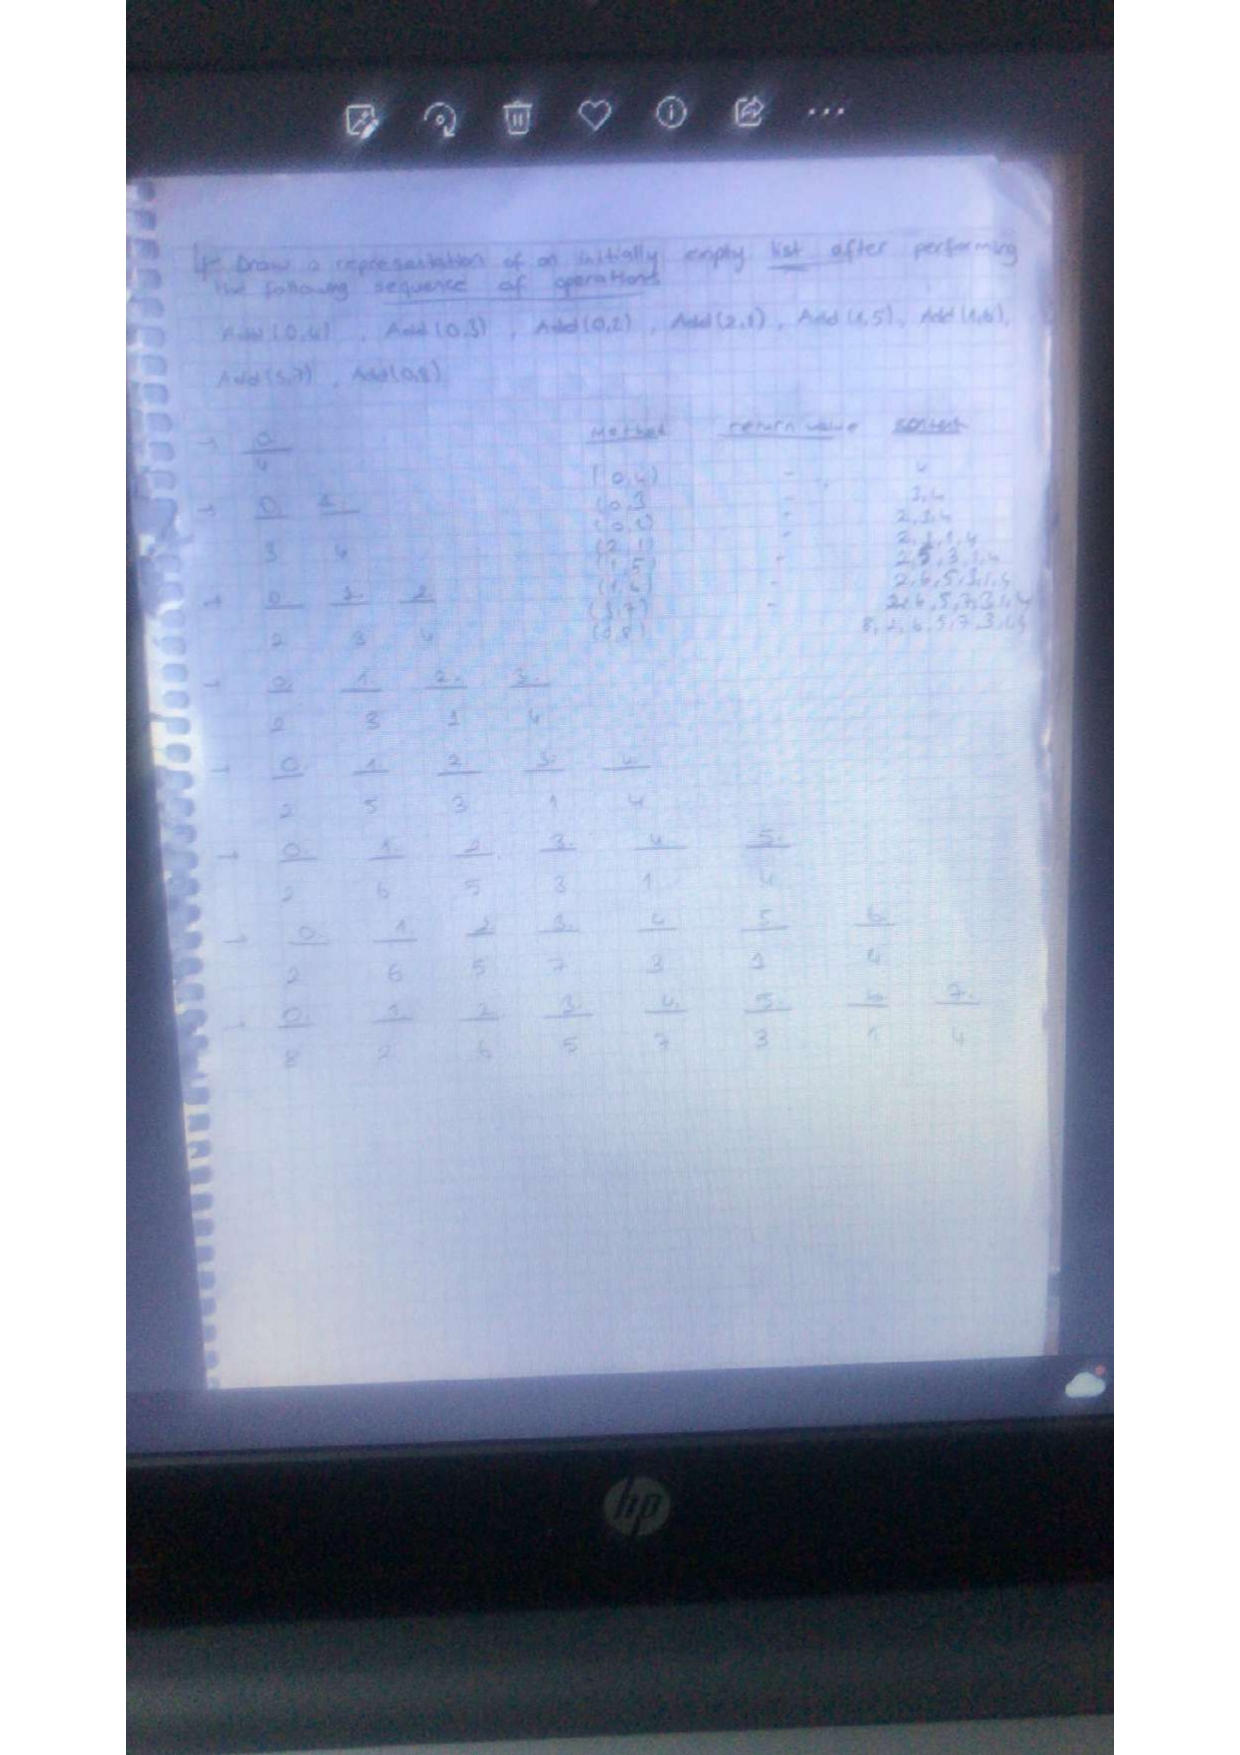 Draw a representation of an initially empty list after performing
the following sequence of operations
Add (0,4) , Add (0,3) , Add (0,2) , Add (2,1) , Add (1,5), Add (1,6),
Add (3,7) , Add (0,8)
Method return value content
→ 0.
4
(0,4) - 4
(0,3 - 3,4
→ 0. 1.
3 4
(0,2) - 2,3,4
(2,1) - 2,3,1,4
(1,5) - 2,5,3,1,4
(1,6) - 2,6,5,3,1,4
(3,7) - 2,6,5,7,3,1,4
(0,8) 8,2,6,5,7,3,1,4
→ 0 1. 2
2 3 4
→ 0. 1. 2. 3.
2 3 1 4
→ 0 1. 2. 3. 4.
2 5 3 1 4
→ 0. 1. 2. 3. 4 5.
2 6 5 3 1 4
→ 0. 1. 2 3. 4 5. 6.
2 6 5 7 3 1 4
→ 0. 1. 2. 3. 4. 5. 6. 7.
8 2 6 5 7 3 1 4
hp